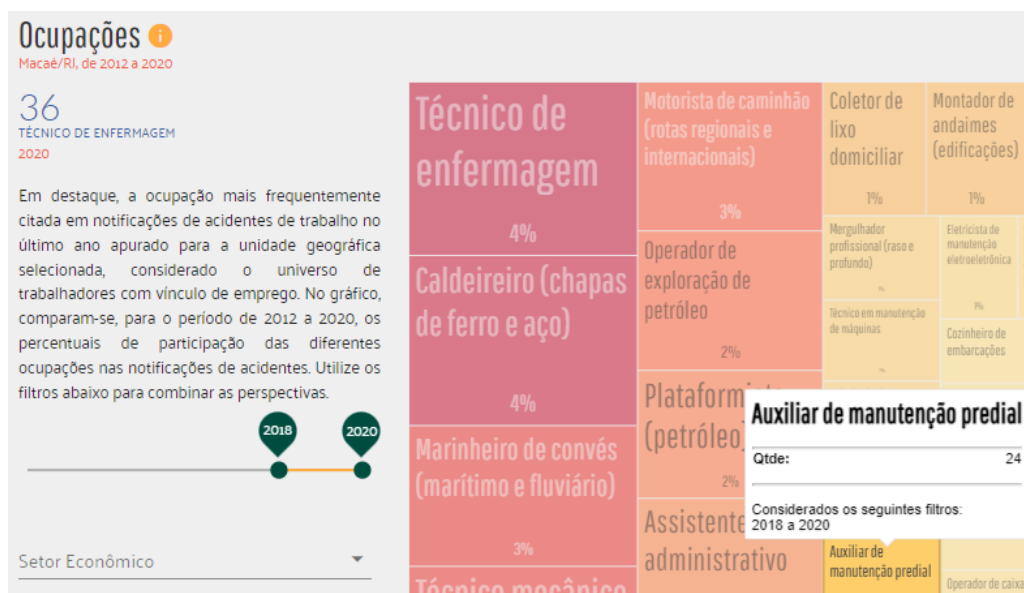 Ocupações
Macaé/RJ, de 2012 a 2020
36
TÉCNICO DE ENFERMAGEM
2020
Em destaque, a ocupação mais frequentemente
citada em notificações de acidentes de trabalho no
último ano apurado para a unidade geográfica
selecionada, considerado o universo de
trabalhadores com vínculo de emprego. No gráfico,
comparam-se, para o período de 2012 a 2020, os
percentuais de participação das diferentes
ocupações nas notificações de acidentes. Utilize os
filtros abaixo para combinar as perspectivas.
2018
2020
Setor Econômico
Técnico de
enfermagem
4%
Caldeireiro (chapas
de ferro e aço)
4%
Marinheiro de convés
(marítimo e fluviário)
3%
Técnico mecânico
Motorista de caminhão
(rotas regionais e
internacionais)
3%
Operador de
exploração de
petróleo
2%
Plataformista
(petróleo)
2%
Assistente
administrativo
Coletor de
lixo
domiciliar
1%
Montador de
andaimes
(edificações)
1%
Mergulhador
profissional (raso e
profundo)
Eletricista de
manutenção
eletroeletrônica
1%
Técnico em manutenção
de máquinas
Cozinheiro de
embarcações
Auxiliar de manutenção predial
Qtde: 24
Considerados os seguintes filtros:
2018 a 2020
Auxiliar de
manutenção predial
Operador de caixa